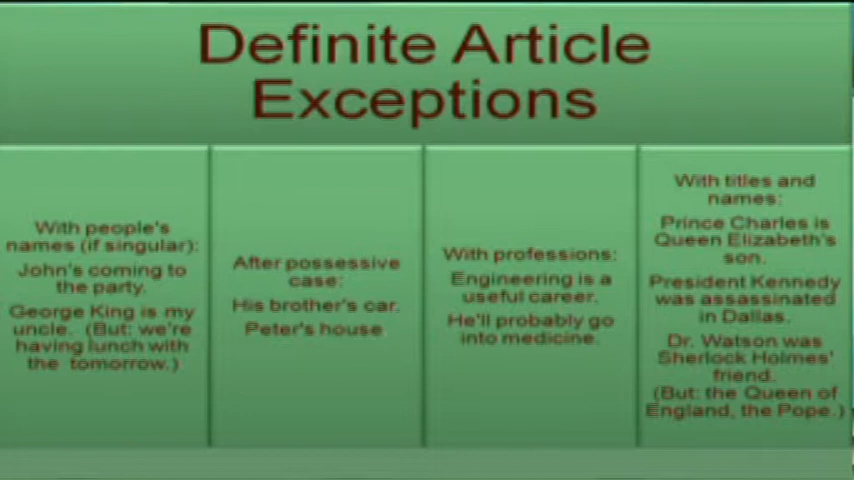 Definite Article
Exceptions
With people's
names (if singular):
John's coming to
the party.
George King is my
uncle. (But: we're
having lunch with
the tomorrow.)
After possessive
case:
His brother's car.
Peter's house.
With professions:
Engineering is a
useful career.
He'll probably go
into medicine.
With titles and
names:
Prince Charles is
Queen Elizabeth's
son.
President Kennedy
was assassinated
in Dallas.
Dr. Watson was
Sherlock Holmes'
friend.
(But: the Queen of
England, the Pope.)